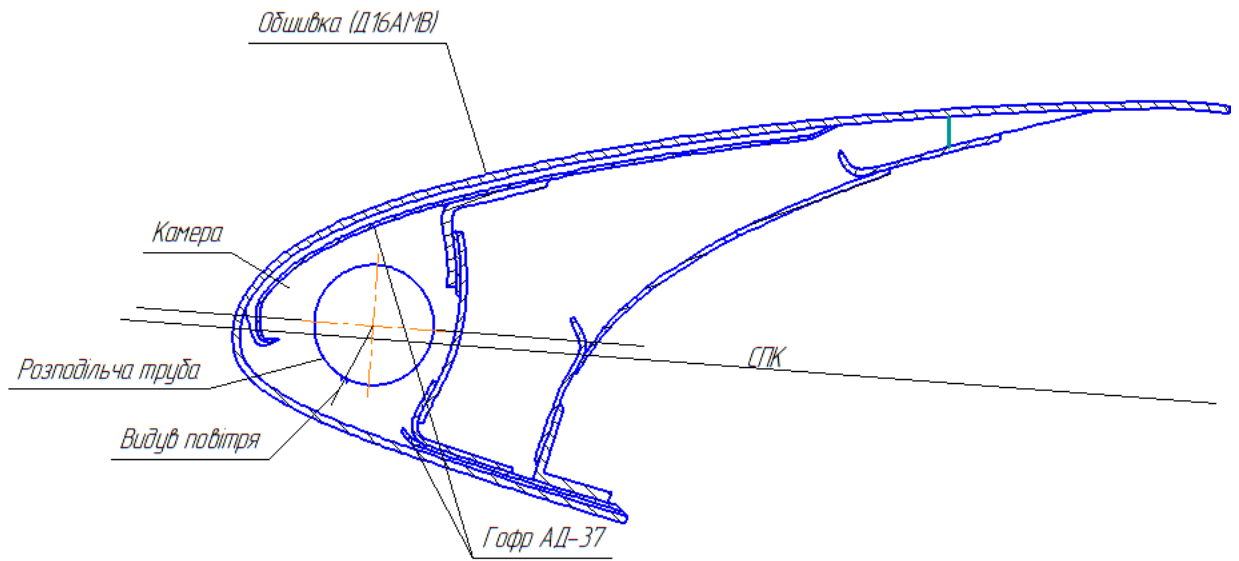 Обшивка (Д16АМВ)
Камера
СПК
Розподільча труба
Видув повітря
Гофр АД-37